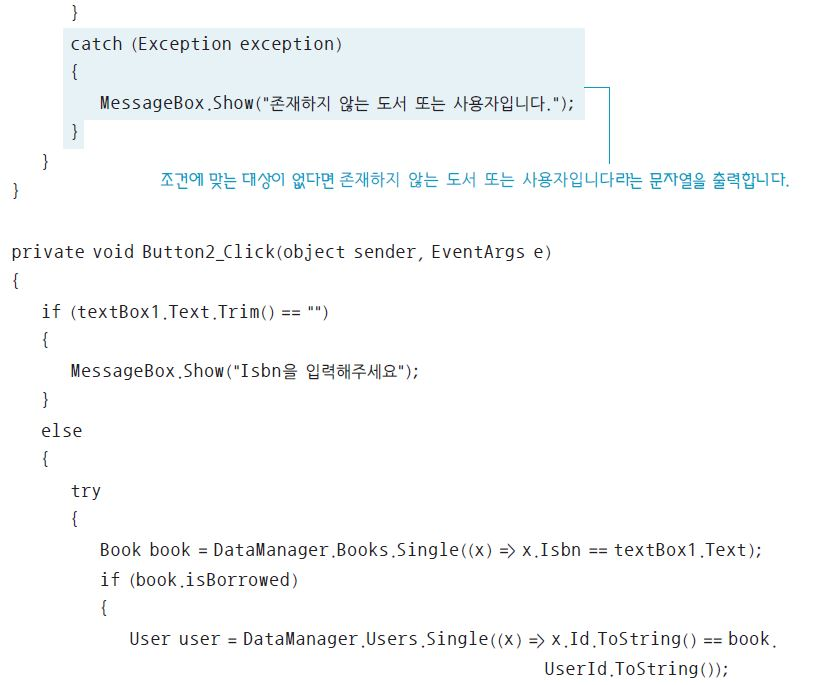 }
catch (Exception exception)
{
MessageBox.Show("존재하지 않는 도서 또는 사용자입니다.");
}
}
조건에 맞는 대상이 없다면 존재하지 않는 도서 또는 사용자입니다라는 문자열을 출력합니다.
}
private void Button2_Click(object sender, EventArgs e)
{
if (textBox1.Text.Trim() == "")
{
MessageBox.Show("Isbn을 입력해주세요");
}
else
{
try
{
Book book = DataManager.Books.Single((x) => x.Isbn == textBox1.Text);
if (book.isBorrowed)
{
User user = DataManager.Users.Single((x) => x.Id.ToString() == book.
UserId.ToString());